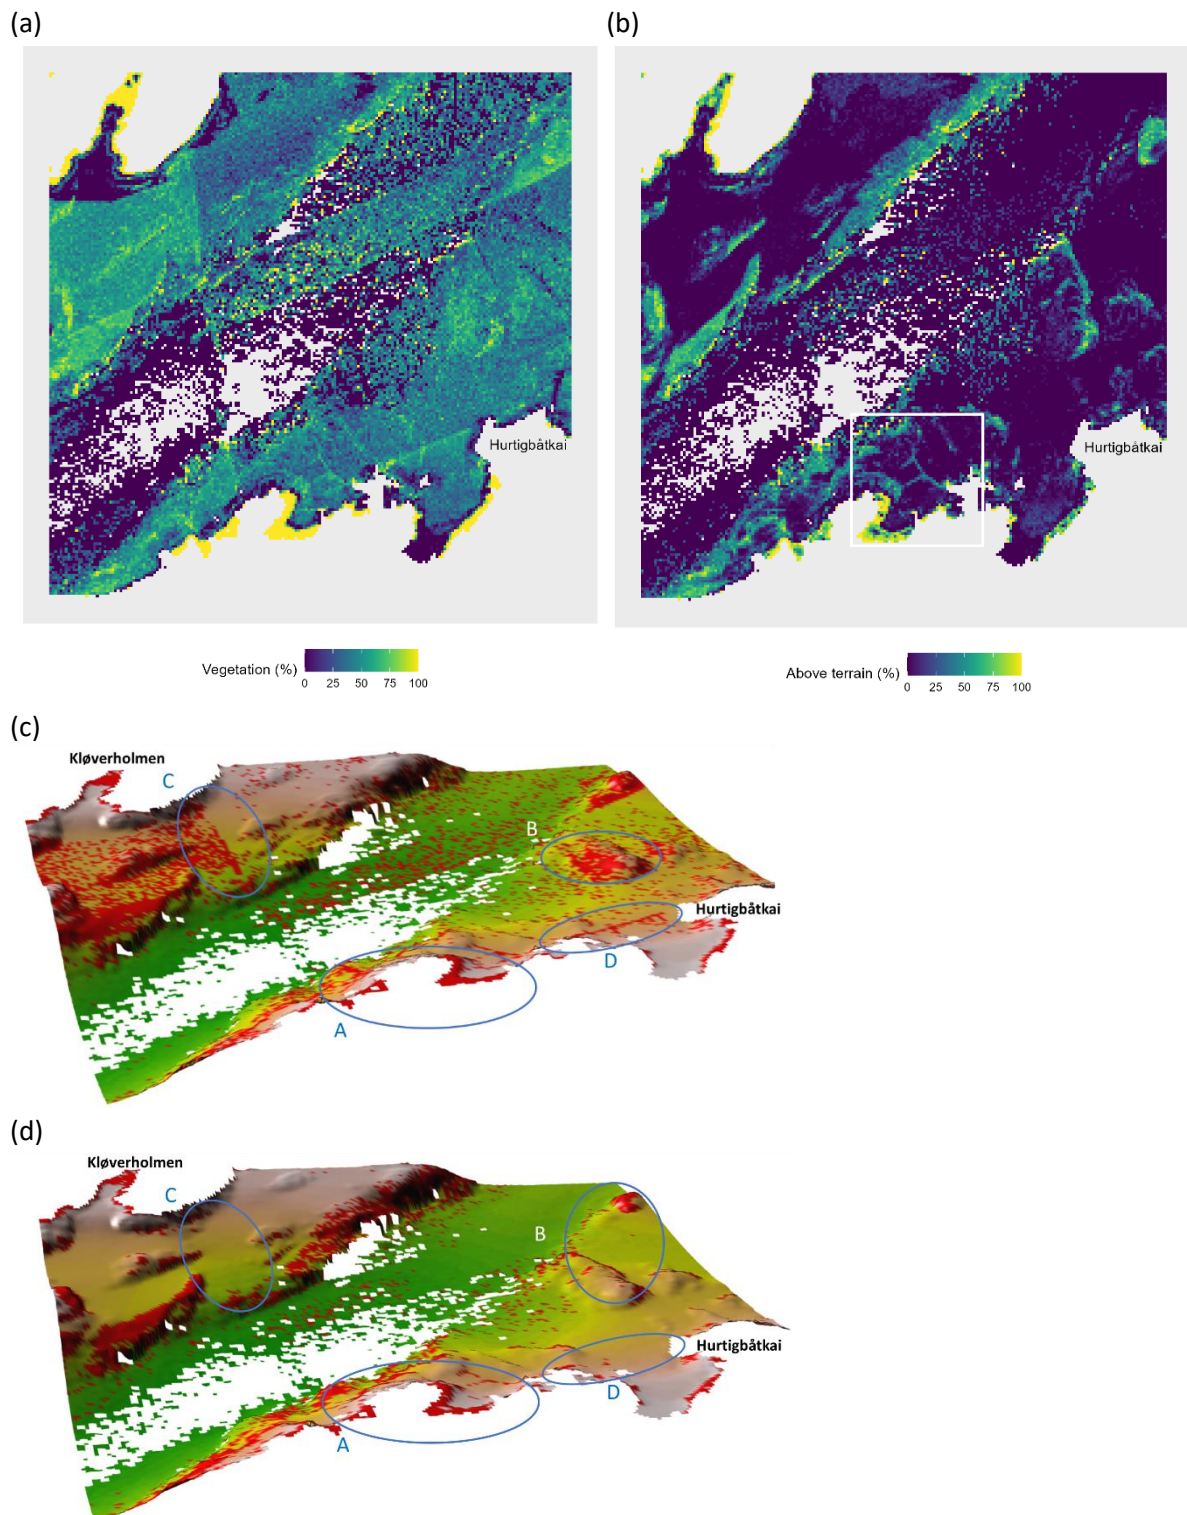 (a)
(b)
Hurtigbåtkai
Hurtigbåtkai
Vegetation (%)
0 25 50 75 100
Above terrain (%)
0 25 50 75 100
(c)
Kløverholmen
C
B
Hurtigbåtkai
D
A
(d)
Kløverholmen
C
B
Hurtigbåtkai
D
A